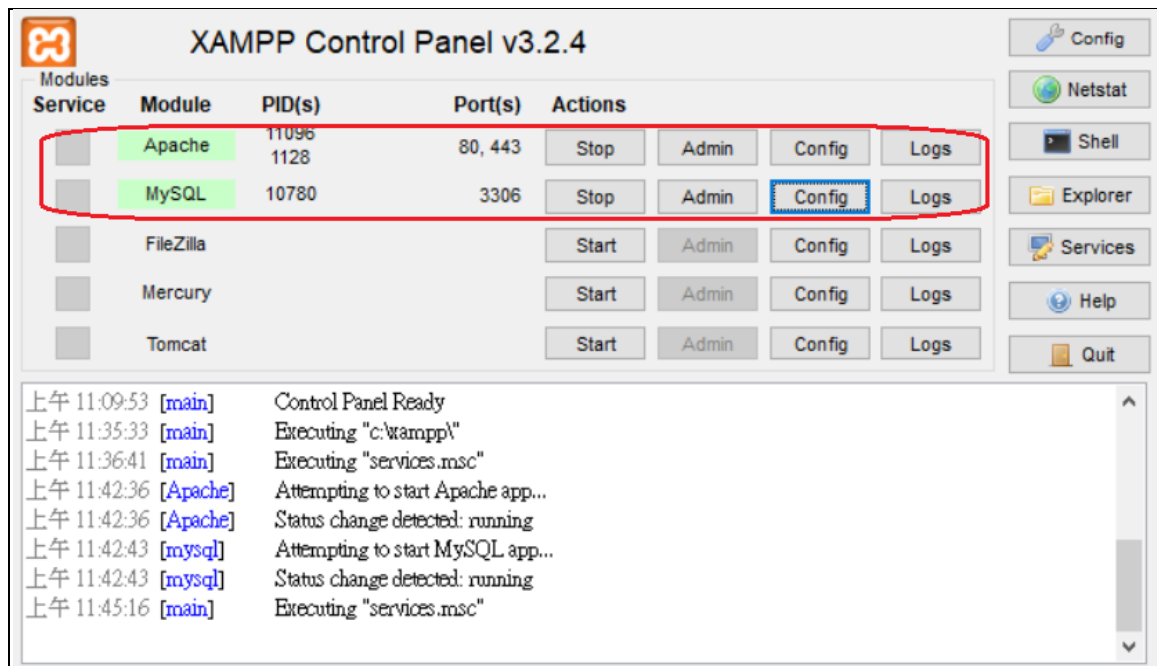 XAMPP Control Panel v3.2.4
Config
Modules
Service Module PID(s) Port(s) Actions
Netstat
Apache 11096 1128 80, 443 Stop Admin Config Logs
Shell
MySQL 10780 3306 Stop Admin Config Logs
Explorer
FileZilla Start Admin Config Logs
Services
Mercury Start Admin Config Logs
Help
Tomcat Start Admin Config Logs
Quit
上午 11:09:53 [main] Control Panel Ready
上午 11:35:33 [main] Executing "c:\xampp\"
上午 11:36:41 [main] Executing "services.msc"
上午 11:42:36 [Apache] Attempting to start Apache app...
上午 11:42:36 [Apache] Status change detected: running
上午 11:42:43 [mysql] Attempting to start MySQL app...
上午 11:42:43 [mysql] Status change detected: running
上午 11:45:16 [main] Executing "services.msc"